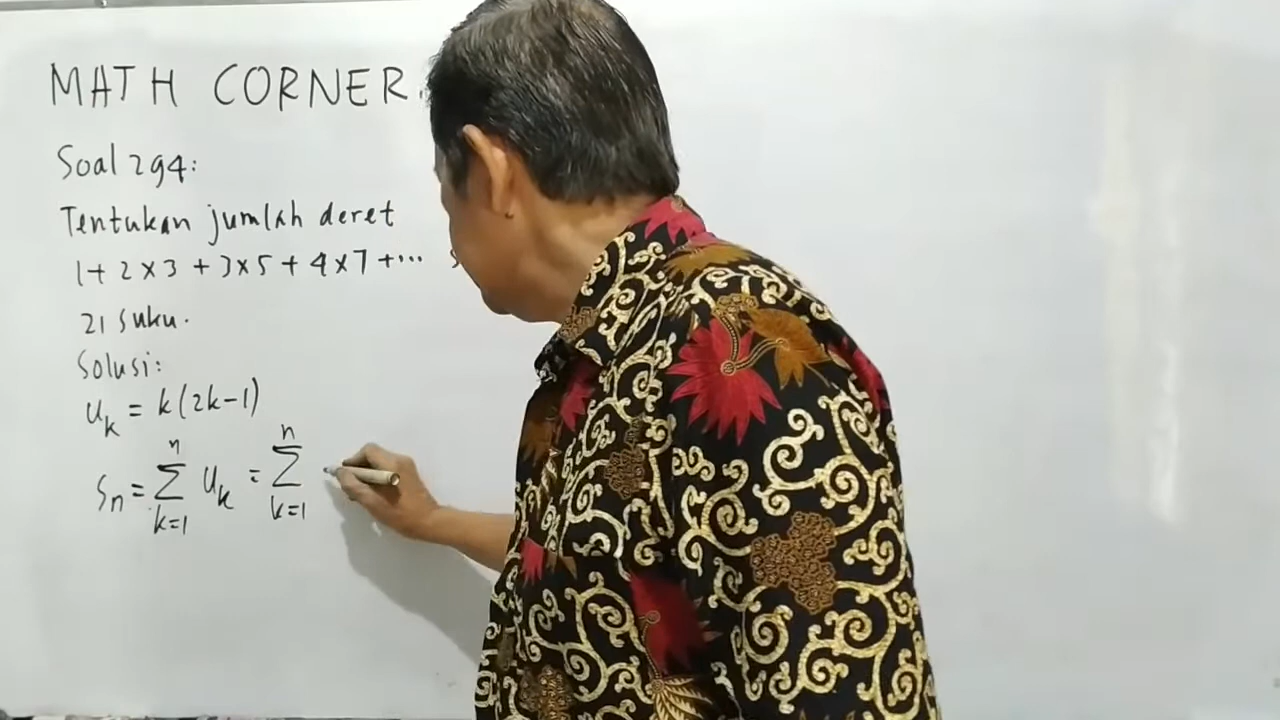 MATH CORNER.
Soal 294:
Tentukan jumlah deret
1+ 2×3 + 3×5 + 4×7 +...
21 suku.
Solusi:
u_k = k(2k-1)
S_n = n Σ k=1 u_k = n Σ k=1